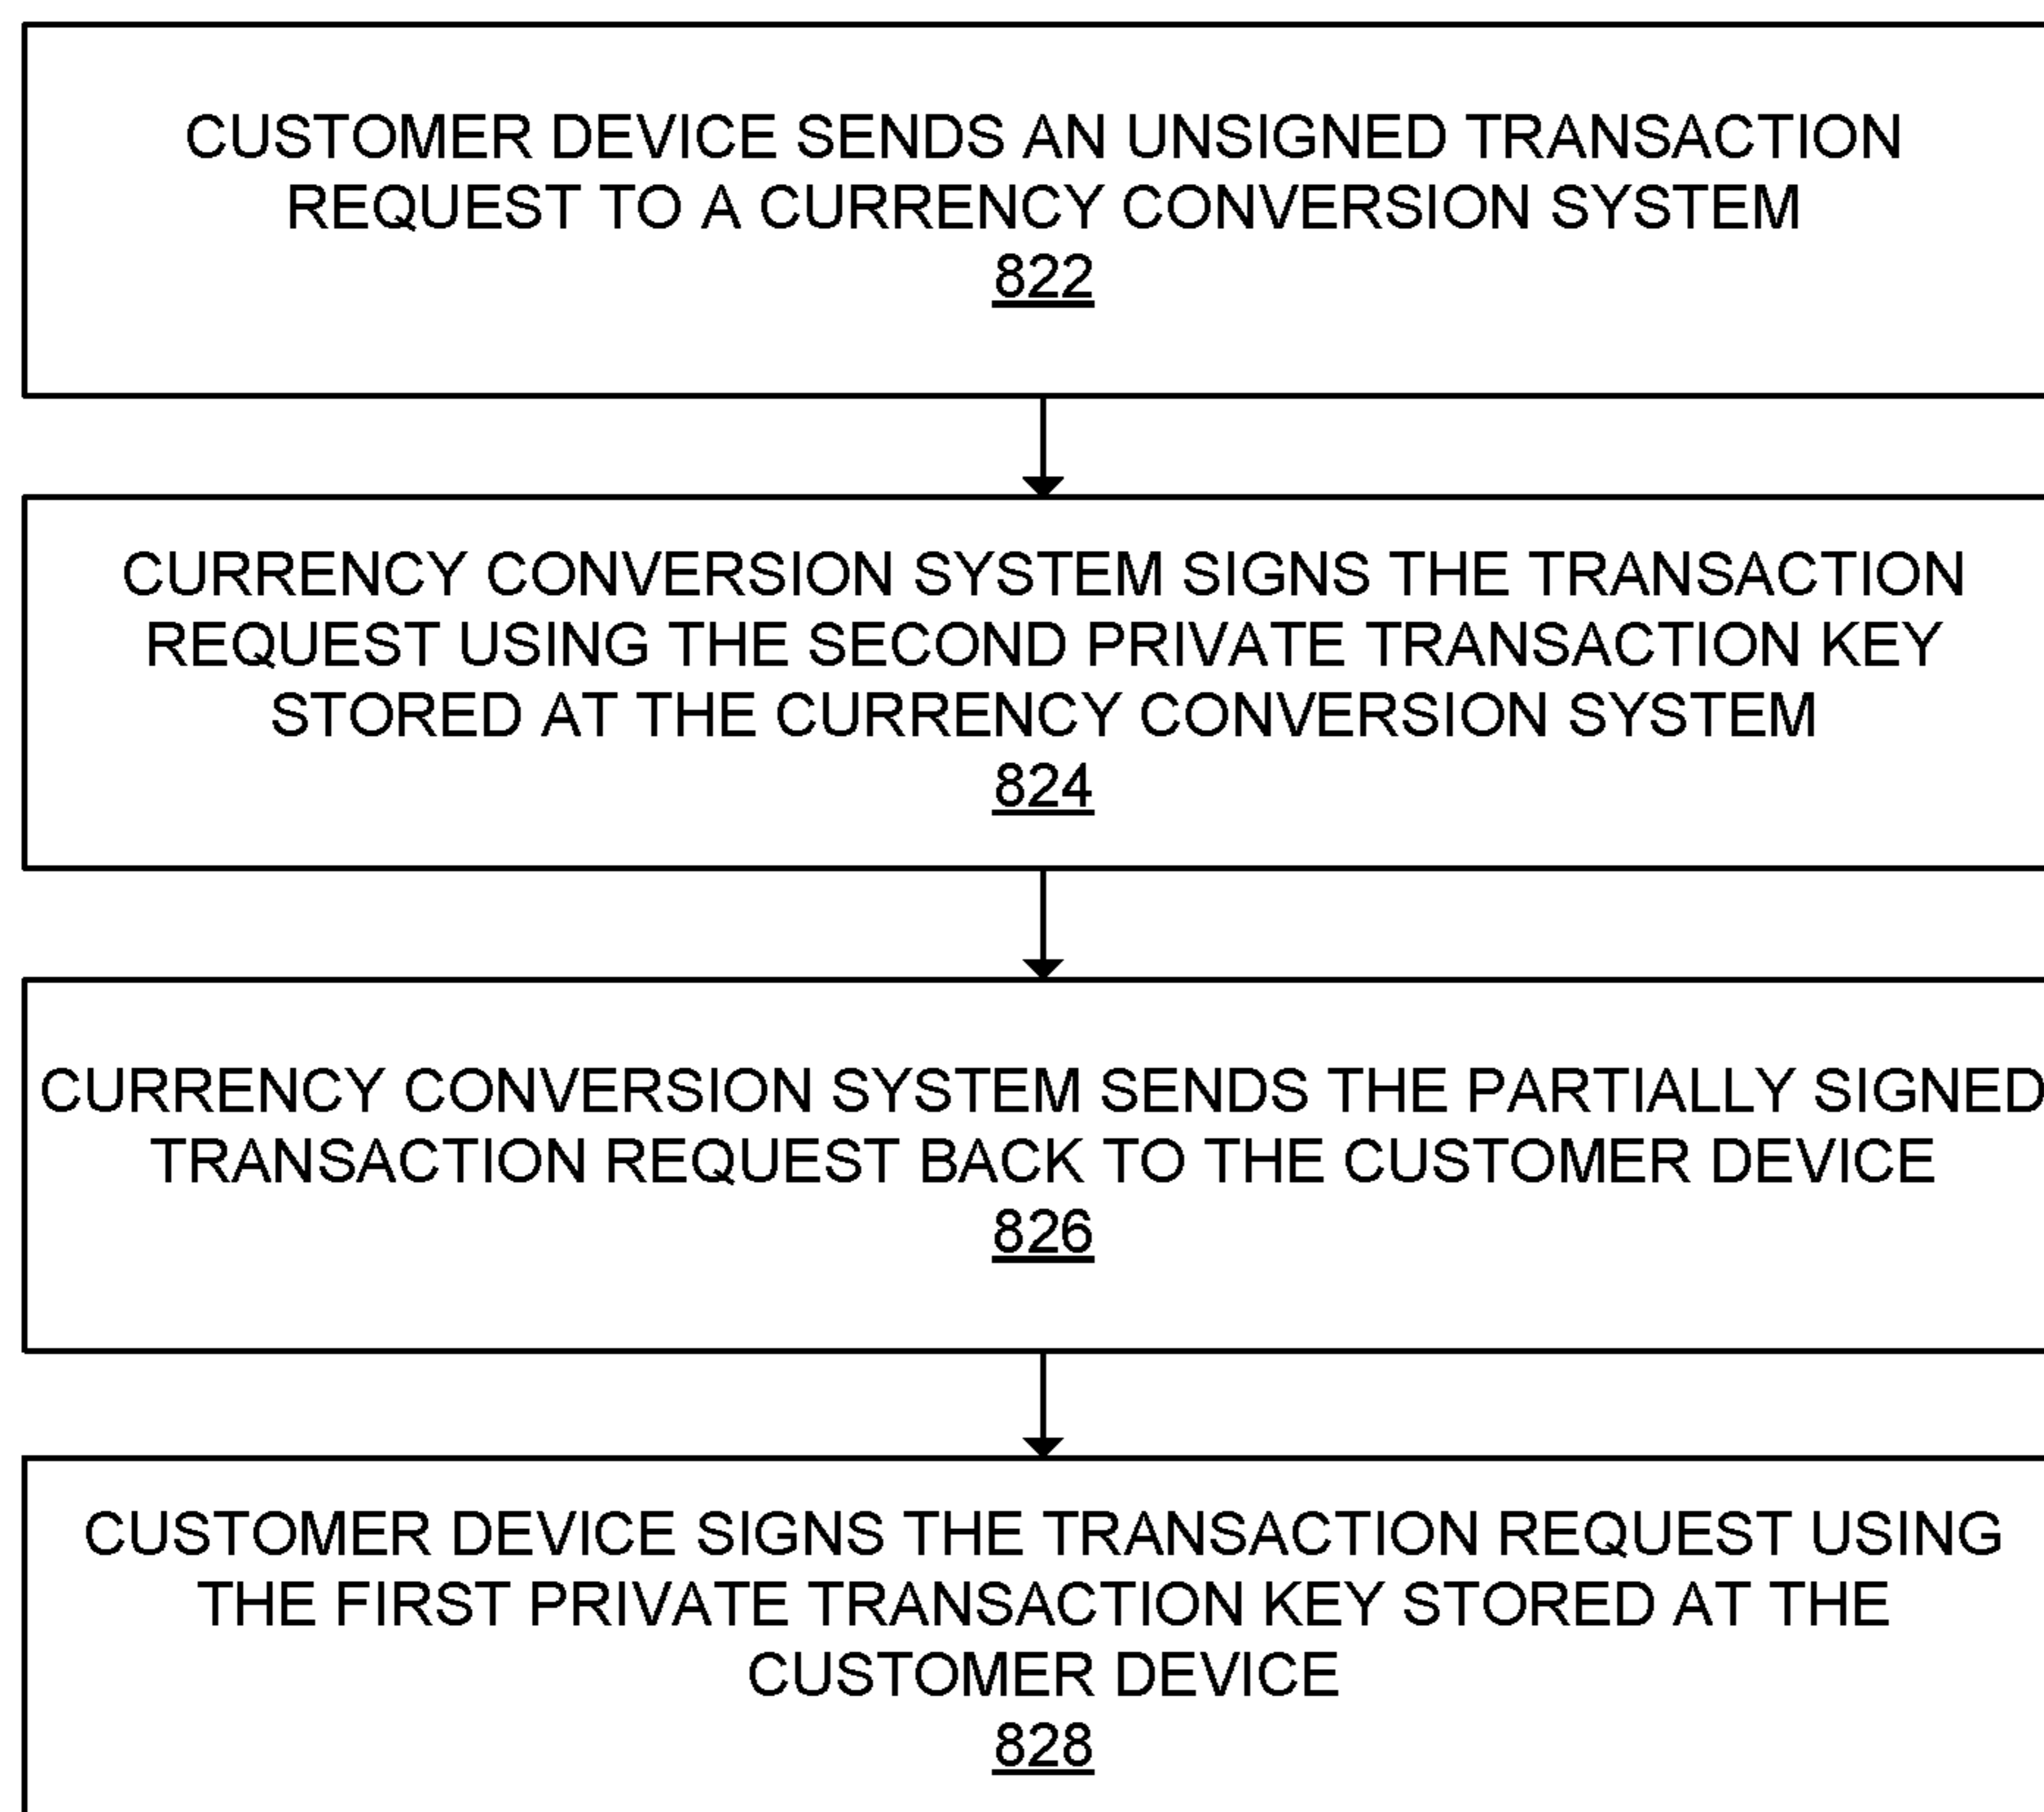 CUSTOMER DEVICE SENDS AN UNSIGNED TRANSACTION
REQUEST TO A CURRENCY CONVERSION SYSTEM
822
CURRENCY CONVERSION SYSTEM SIGNS THE TRANSACTION
REQUEST USING THE SECOND PRIVATE TRANSACTION KEY
STORED AT THE CURRENCY CONVERSION SYSTEM
824
CURRENCY CONVERSION SYSTEM SENDS THE PARTIALLY SIGNED
TRANSACTION REQUEST BACK TO THE CUSTOMER DEVICE
826
CUSTOMER DEVICE SIGNS THE TRANSACTION REQUEST USING
THE FIRST PRIVATE TRANSACTION KEY STORED AT THE
CUSTOMER DEVICE
828